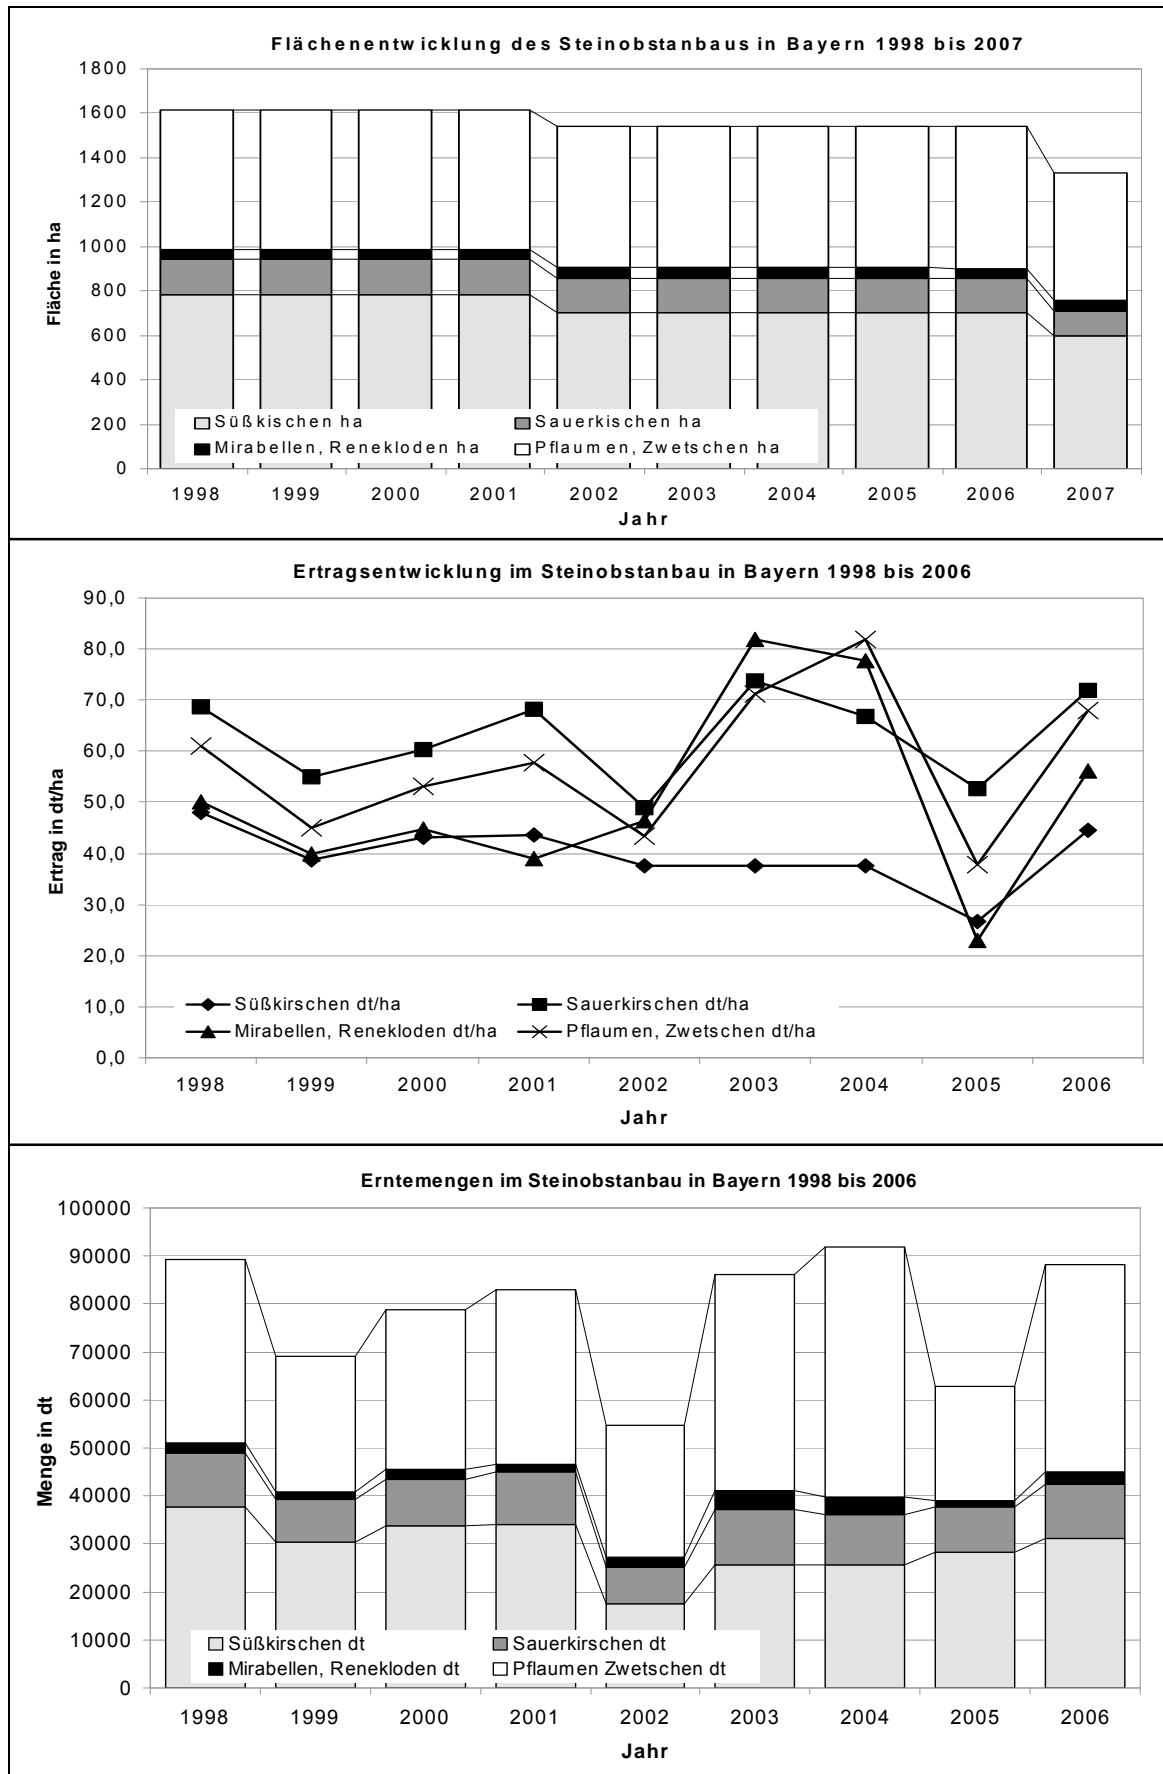 Flächenentwicklung des Steinobstanbaus in Bayern 1998 bis 2007
1800
1600
1400
1200
1000
800
600
400
200
0
Fläche in ha
Süßkischen ha
Sauerkischen ha
Mirabellen, Renekloden ha
Pflaumen, Zwetschen ha
1998 1999 2000 2001 2002 2003 2004 2005 2006 2007
Jahr
Ertragsentwicklung im Steinobstanbau in Bayern 1998 bis 2006
90,0
80,0
70,0
60,0
50,0
40,0
30,0
20,0
10,0
0,0
Ertrag in dt/ha
Süßkirschen dt/ha
Sauerkirschen dt/ha
Mirabellen, Renekloden dt/ha
Pflaumen, Zwetschen dt/ha
1998 1999 2000 2001 2002 2003 2004 2005 2006
Jahr
Erntemengen im Steinobstanbau in Bayern 1998 bis 2006
100000
90000
80000
70000
60000
50000
40000
30000
20000
10000
0
Menge in dt
Süßkirschen dt
Sauerkirschen dt
Mirabellen, Renekloden dt
Pflaumen Zwetschen dt
1998 1999 2000 2001 2002 2003 2004 2005 2006
Jahr